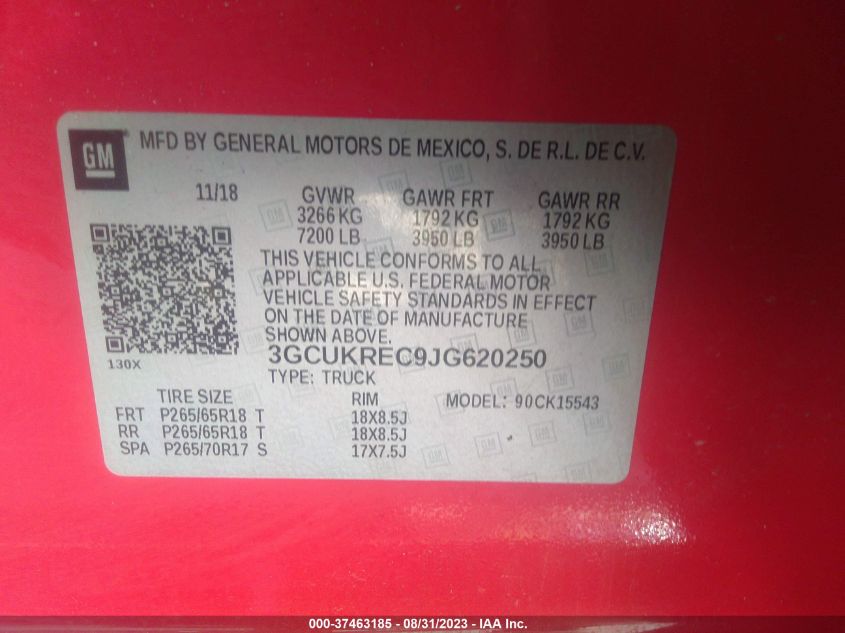 GM
MFD BY GENERAL MOTORS DE MEXICO, S. DE R.L. DE C.V.
11/18 GVWR GAWR FRT GAWR RR
3266 KG 1792 KG 1792 KG
7200 LB 3950 LB 3950 LB
THIS VEHICLE CONFORMS TO ALL
APPLICABLE U.S. FEDERAL MOTOR
VEHICLE SAFETY STANDARDS IN EFFECT
ON THE DATE OF MANUFACTURE
SHOWN ABOVE.
130X
3GCUKREC9JG620250
TYPE: TRUCK
TIRE SIZE RIM MODEL: 90CK15543
FRT P265/65R18 T 18X8.5J
RR P265/65R18 T 18X8.5J
SPA P265/70R17 S 17X7.5J
000-37463185 - 08/31/2023 - IAA Inc.